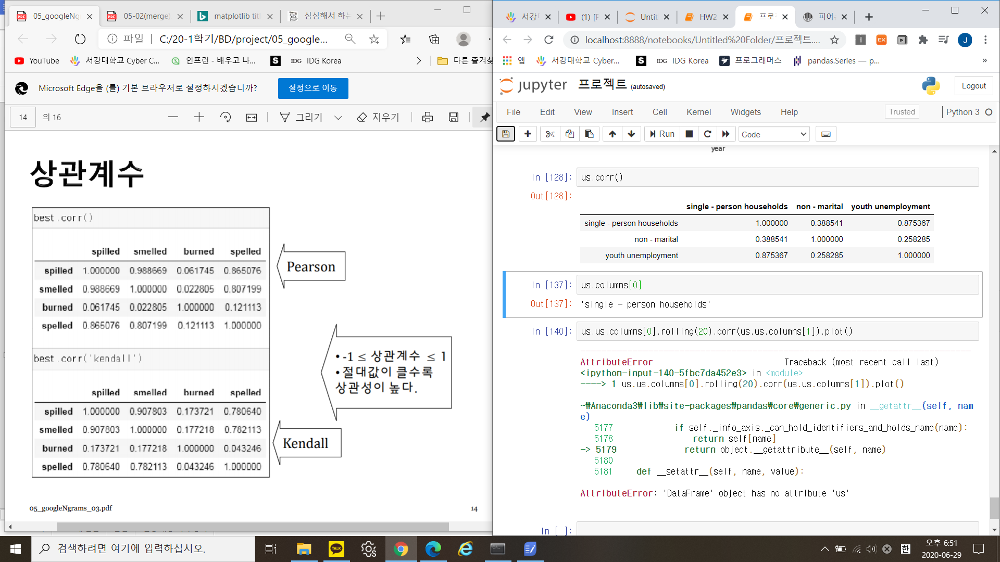 05_googleNg
05-02(merge)
matplotlib tit
심심해서 하는
파일
C:/20-1학기/BD/project/05_google...
YouTube
서강대학교 Cyber C...
인프런 - 배우고 나...
IDG
IDG Korea
다른 즐겨찾
Microsoft Edge을 (를) 기본 브라우저로 설정하시겠습니까?
설정으로 이동
14
의 16
그리기
지우기
상관계수
best.corr()
spilled smelled burned spelled
spilled 1.000000 0.988669 0.061745 0.865076
smelled 0.988669 1.000000 0.022805 0.807199
burned 0.061745 0.022805 1.000000 0.121113
spelled 0.865076 0.807199 0.121113 1.000000
Pearson
• -1 ≤ 상관계수 ≤ 1
• 절대값이 클수록
상관성이 높다.
best.corr('kendall')
spilled smelled burned spelled
spilled 1.000000 0.907803 0.173721 0.780640
smelled 0.907803 1.000000 0.177218 0.782113
burned 0.173721 0.177218 1.000000 0.043246
spelled 0.780640 0.782113 0.043246 1.000000
Kendall
05_googleNgrams_03.pdf
14
서강
(1) [P
Untit
HW2
프로
피어
localhost:8888/notebooks/Untitled%20Folder/프로젝트....
EX
J
앱
서강대학교 Cyber...
IDG
IDG Korea
프로그래머스
pandas.Series — p...
»
jupyter
프로젝트 (autosaved)
Logout
File Edit View Insert Cell Kernel Widgets Help
Trusted
Python 3
Run
Code
year
In [128]: us.corr()
Out[128]:
single - person households non - marital youth unemployment
single - person households 1.000000 0.388541 0.875367
non - marital 0.388541 1.000000 0.258285
youth unemployment 0.875367 0.258285 1.000000
In [137]: us.columns[0]
Out[137]: 'single - person households'
In [140]: us.us.columns[0].rolling(20).corr(us.us.columns[1]).plot()
---------------------------------------------------------------------------
AttributeError Traceback (most recent call last)
<ipython-input-140-5fbc7da452e3> in <module>
----> 1 us.us.columns[0].rolling(20).corr(us.us.columns[1]).plot()
~₩Anaconda3₩lib₩site-packages₩pandas₩core₩generic.py in __getattr__(self, nam
e)
5177 if self._info_axis._can_hold_identifiers_and_holds_name(name):
5178 return self[name]
-> 5179 return object.__getattribute__(self, name)
5180
5181 def __setattr__(self, name, value):
AttributeError: 'DataFrame' object has no attribute 'us'
In [ ]:
검색하려면 여기에 입력하십시오.
TALK
한
오후 6:51
2020-06-29